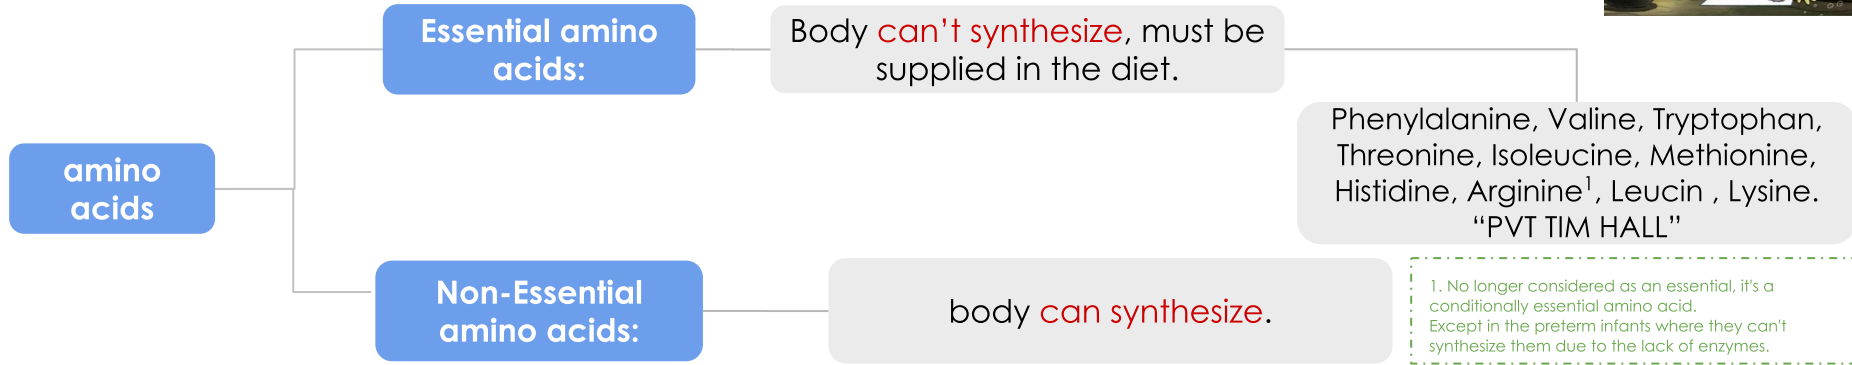 amino
acids
Essential amino
acids:
Body can’t synthesize, must be
supplied in the diet.
Phenylalanine, Valine, Tryptophan,
Threonine, Isoleucine, Methionine,
Histidine, Arginine¹, Leucin , Lysine.
“PVT TIM HALL”
Non-Essential
amino acids:
body can synthesize.
1. No longer considered as an essential, it's a
conditionally essential amino acid.
Except in the preterm infants where they can't
synthesize them due to the lack of enzymes.